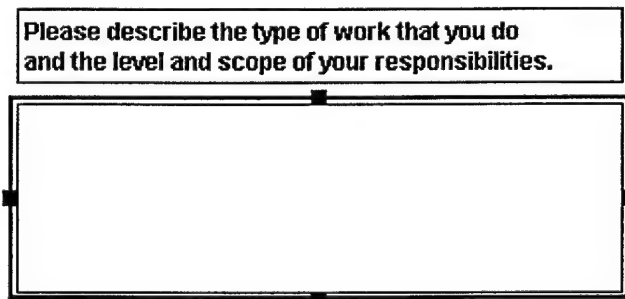 Please describe the type of work that you do
and the level and scope of your responsibilities.